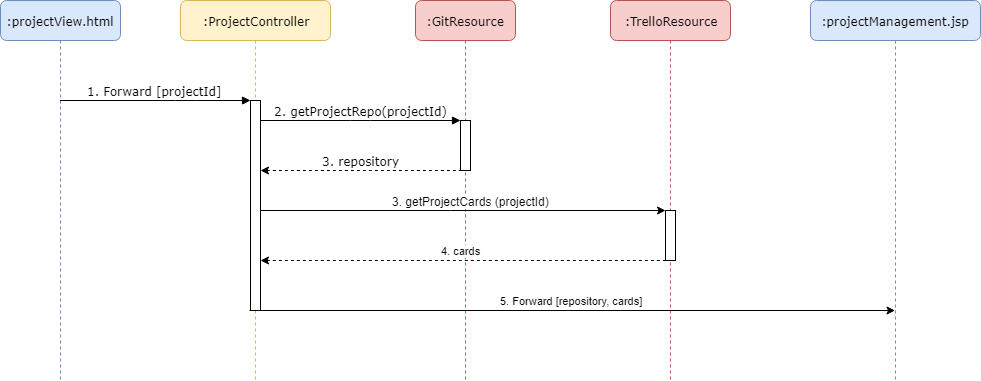 :projectView.html
:ProjectController
:GitResource
:TrelloResource
:projectManagement.jsp
1. Forward [projectId]
2. getProjectRepo(projectId)
3. repository
3. getProjectCards (projectId)
4. cards
5. Forward [repository, cards]